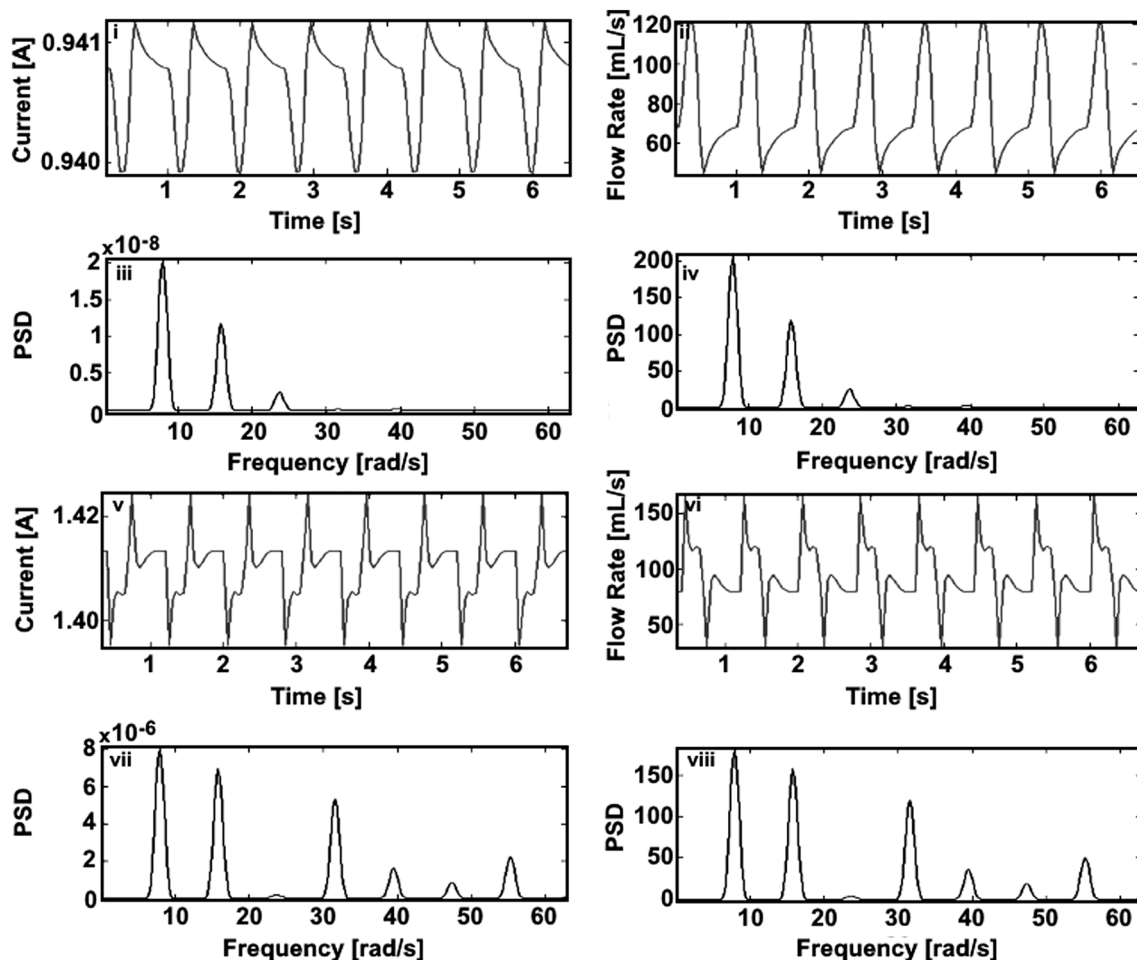 i
Current [A]
0.941
0.940
1 2 3 4 5 6
Time [s]
ii
Flow Rate [mL/s]
120
100
80
60
1 2 3 4 5 6
Time [s]
x10-8
iii
PSD
2
1.5
1
0.5
0
10 20 30 40 50 60
Frequency [rad/s]
iv
PSD
200
150
100
50
0
10 20 30 40 50 60
Frequency [rad/s]
v
Current [A]
1.42
1.40
1 2 3 4 5 6
Time [s]
vi
Flow Rate [mL/s]
150
100
50
1 2 3 4 5 6
Time [s]
x10-6
vii
PSD
8
6
4
2
0
10 20 30 40 50 60
Frequency [rad/s]
viii
PSD
150
100
50
0
10 20 30 40 50 60
Frequency [rad/s]